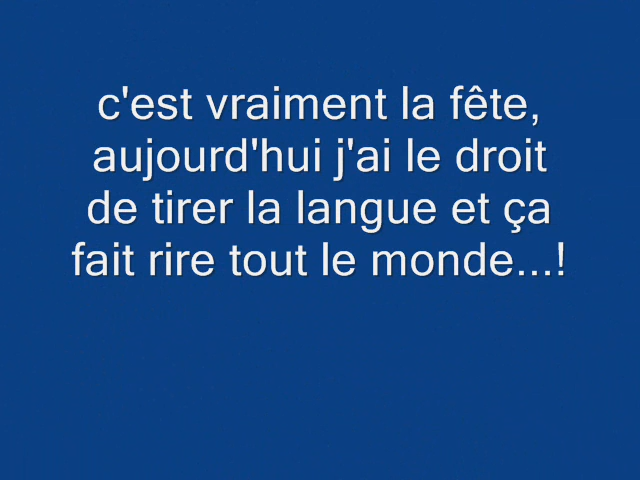 c'est vraiment la fête,
aujourd'hui j'ai le droit
de tirer la langue et ça
fait rire tout le monde...!